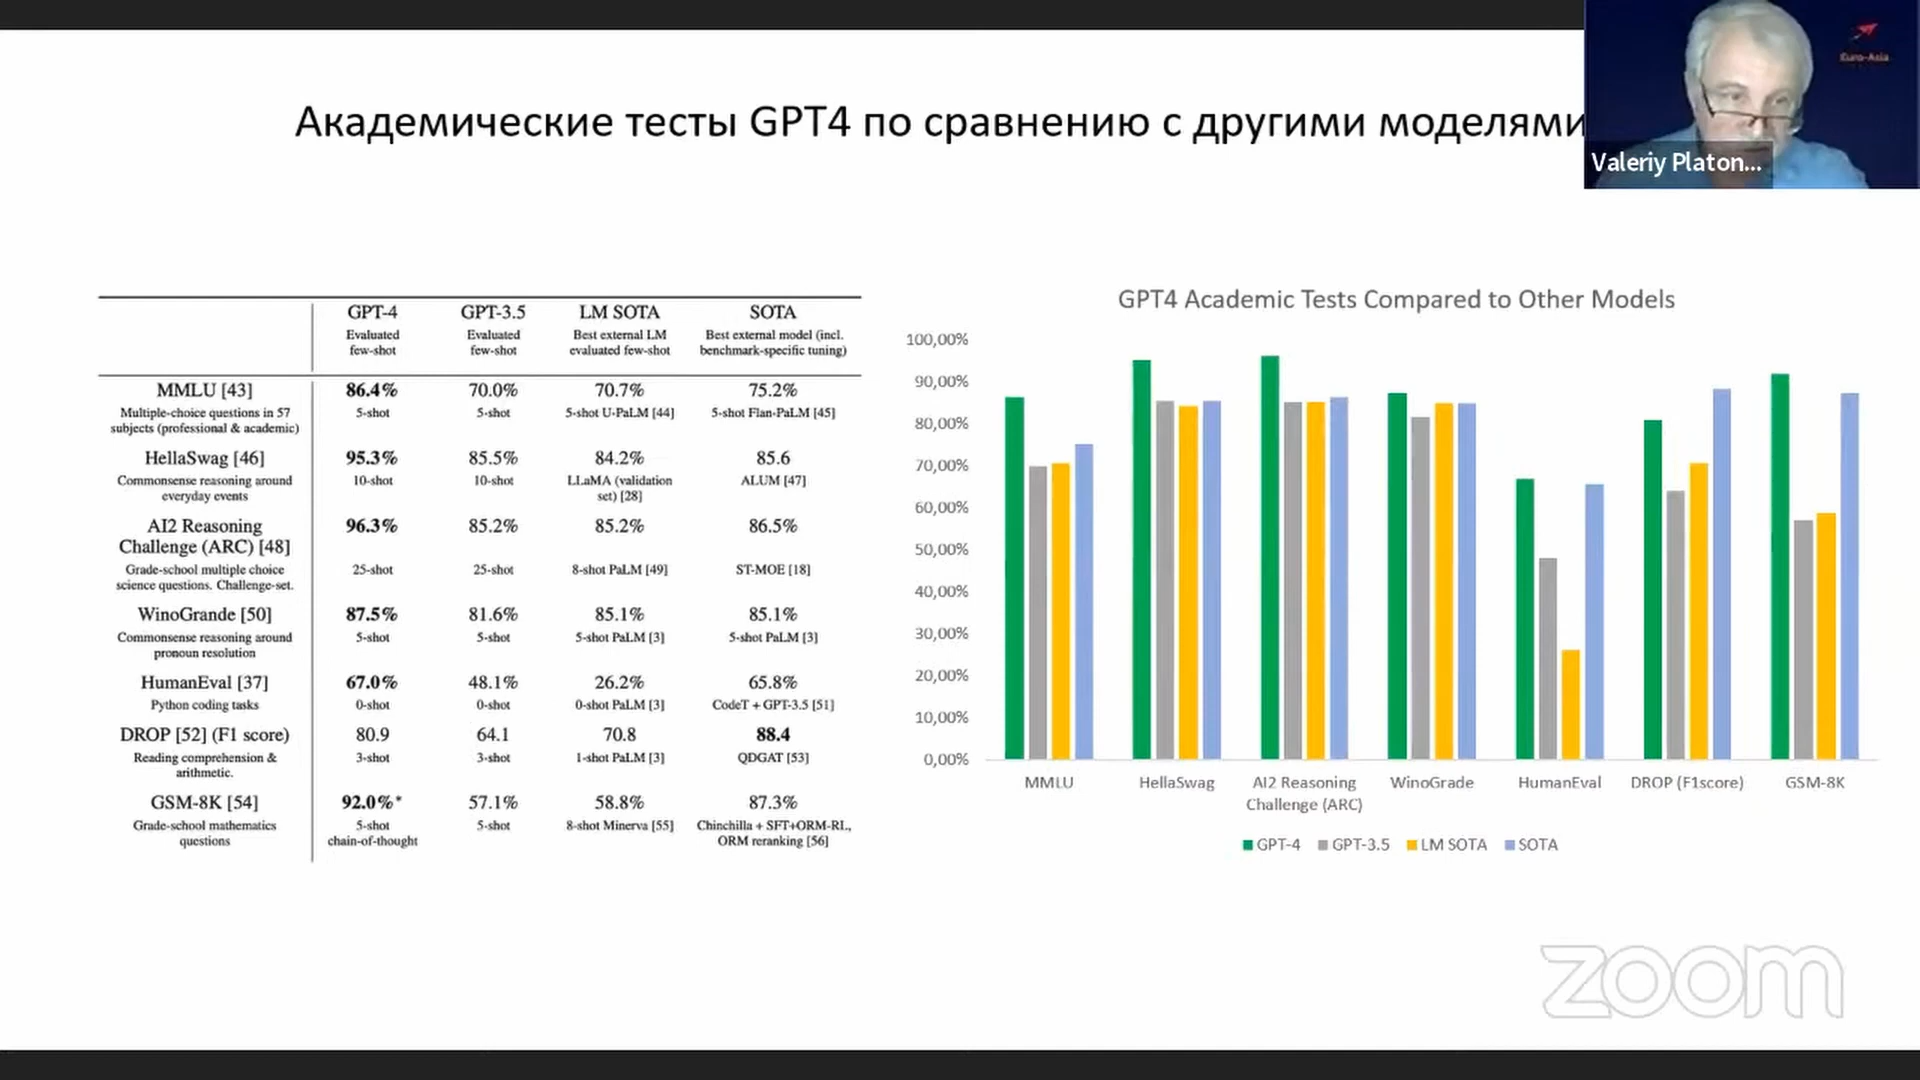 Академические тесты GPT4 по сравнению с другими моделями
Euro-Asia
Valeriy Platon...
GPT-4 GPT-3.5 LM SOTA SOTA
Evaluated Evaluated Best external LM Best external model (incl.
few-shot few-shot evaluated few-shot benchmark-specific tuning)
MMLU [43] 86.4% 70.0% 70.7% 75.2%
Multiple-choice questions in 57 5-shot 5-shot 5-shot U-PaLM [44] 5-shot Flan-PaLM [45]
subjects (professional & academic)
HellaSwag [46] 95.3% 85.5% 84.2% 85.6
Commonsense reasoning around 10-shot 10-shot LLaMA (validation ALUM [47]
everyday events set) [28]
AI2 Reasoning 96.3% 85.2% 85.2% 86.5%
Challenge (ARC) [48]
Grade-school multiple choice 25-shot 25-shot 8-shot PaLM [49] ST-MOE [18]
science questions. Challenge-set.
WinoGrande [50] 87.5% 81.6% 85.1% 85.1%
Commonsense reasoning around 5-shot 5-shot 5-shot PaLM [3] 5-shot PaLM [3]
pronoun resolution
HumanEval [37] 67.0% 48.1% 26.2% 65.8%
Python coding tasks 0-shot 0-shot 0-shot PaLM [3] CodeT + GPT-3.5 [51]
DROP [52] (F1 score) 80.9 64.1 70.8 88.4
Reading comprehension & 3-shot 3-shot 1-shot PaLM [3] QDGAT [53]
arithmetic.
GSM-8K [54] 92.0%* 57.1% 58.8% 87.3%
Grade-school mathematics 5-shot 5-shot 8-shot Minerva [55] Chinchilla + SFT+ORM-RL,
questions chain-of-thought ORM reranking [56]
GPT4 Academic Tests Compared to Other Models
100,00%
90,00%
80,00%
70,00%
60,00%
50,00%
40,00%
30,00%
20,00%
10,00%
0,00%
MMLU HellaSwag AI2 Reasoning WinoGrade HumanEval DROP (F1score) GSM-8K
Challenge (ARC)
GPT-4 GPT-3.5 LM SOTA SOTA
zoom